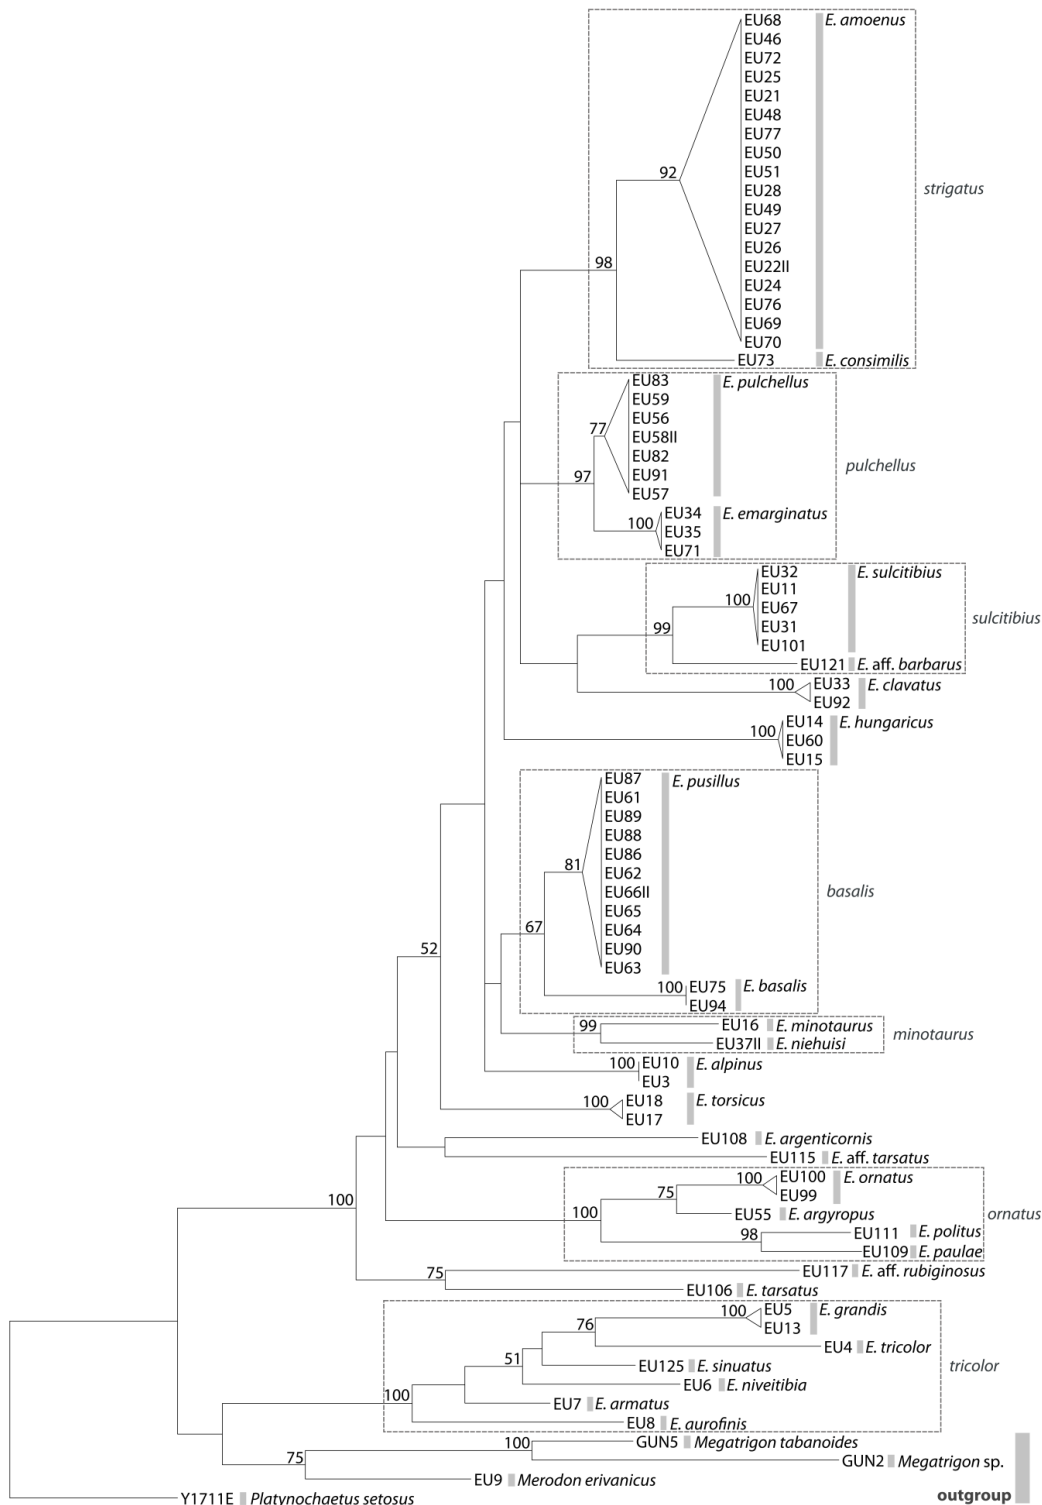 EU68 E. amoenus
EU46
EU72
EU25
EU21
EU48
EU77
EU50
EU51
92
EU28
strigatus
EU49
EU27
EU26
98
EU22II
EU24
EU76
EU69
EU70
EU73 E. consimilis
EU83 E. pulchellus
EU59
EU56
77
EU58II
EU82
pulchellus
97
EU91
EU57
EU34 E. emarginatus
100
EU35
EU71
EU32 E. sulcitibius
EU11
100
EU67
sulcitibius
99
EU31
EU101
EU121 E. aff. barbarus
100
EU33 E. clavatus
EU92
EU14 E. hungaricus
100
EU60
EU15
EU87 E. pusillus
EU61
EU89
EU88
EU86
81
EU62
EU66II
basalis
EU65
67
EU64
52
EU90
EU63
100
EU75 E. basalis
EU94
99
EU16 E. minotaurus
minotaurus
EU37II E. niehuisi
100
EU10 E. alpinus
EU3
100
EU18 E. torsicus
EU17
EU108 E. argenticornis
EU115 E. aff. tarsatus
100
EU100 E. ornatus
75
EU99
100
100
EU55 E. argyropus
ornatus
98
EU111 E. politus
EU109 E. paulae
75
EU117 E. aff. rubiginosus
EU106 E. tarsatus
100
EU5 E. grandis
76
EU13
EU4 E. tricolor
51
EU125 E. sinuatus
tricolor
EU6 E. niveitibia
100
EU7 E. armatus
EU8 E. aurofinis
100
GUN5 Megatrigon tabanoides
75
GUN2 Megatrigon sp.
EU9 Merodon erivanicus
outgroup
Y1711E Platynochaetus setosus